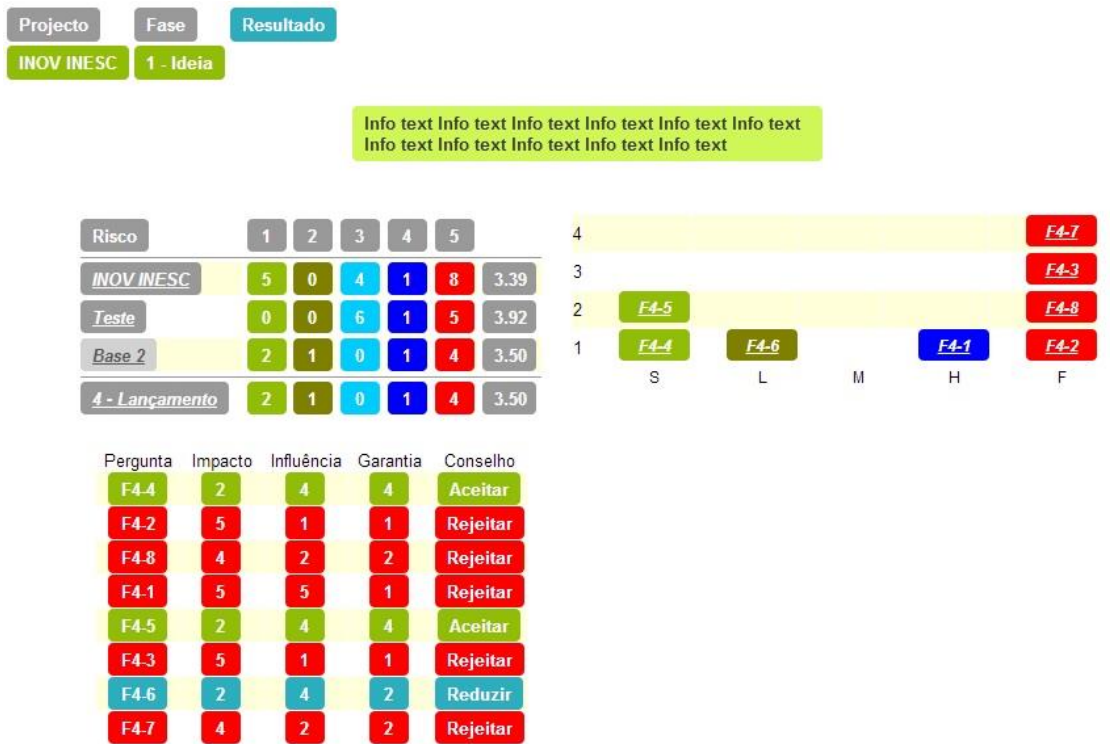 Projecto Fase Resultado
INOV INESC 1 - Ideia
Info text Info text Info text Info text Info text Info text
Info text Info text Info text Info text Info text
Risco 1 2 3 4 5
INOV INESC 5 0 4 1 8 3.39
Teste 0 0 6 1 5 3.92
Base 2 2 1 0 1 4 3.50
4 - Lançamento 2 1 0 1 4 3.50
4 F4-7
3 F4-3
2 F4-5 F4-8
1 F4-4 F4-6 F4-1 F4-2
S L M H F
Pergunta Impacto Influência Garantia Conselho
F4-4 2 4 4 Aceitar
F4-2 5 1 1 Rejeitar
F4-8 4 2 2 Rejeitar
F4-1 5 5 1 Rejeitar
F4-5 2 4 4 Aceitar
F4-3 5 1 1 Rejeitar
F4-6 2 4 2 Reduzir
F4-7 4 2 2 Rejeitar